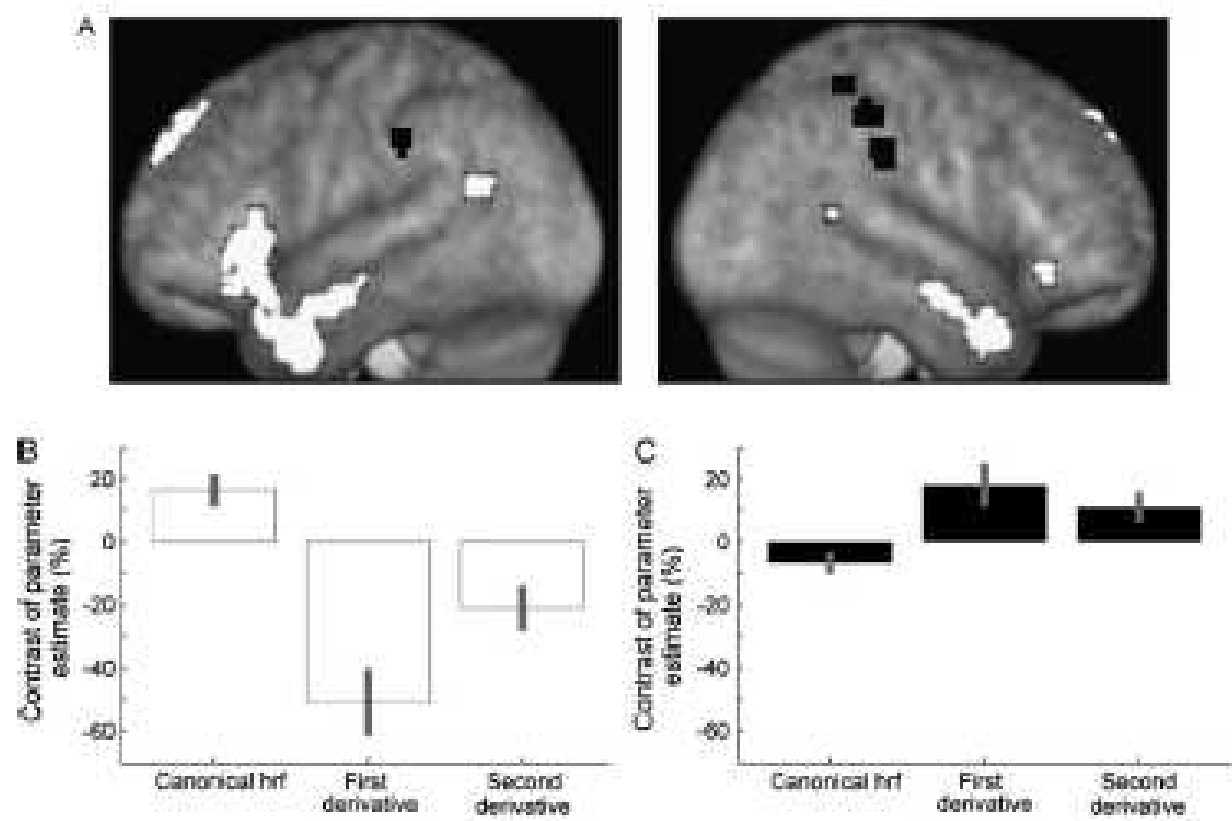 A
B
Contrast of parameter
estimate (%)
20
0
-20
-40
-60
Canonical hrf
First
derivative
Second
derivative
C
Contrast of parameter
estimate (%)
20
0
-20
-40
-60
Canonical hrf
First
derivative
Second
derivative